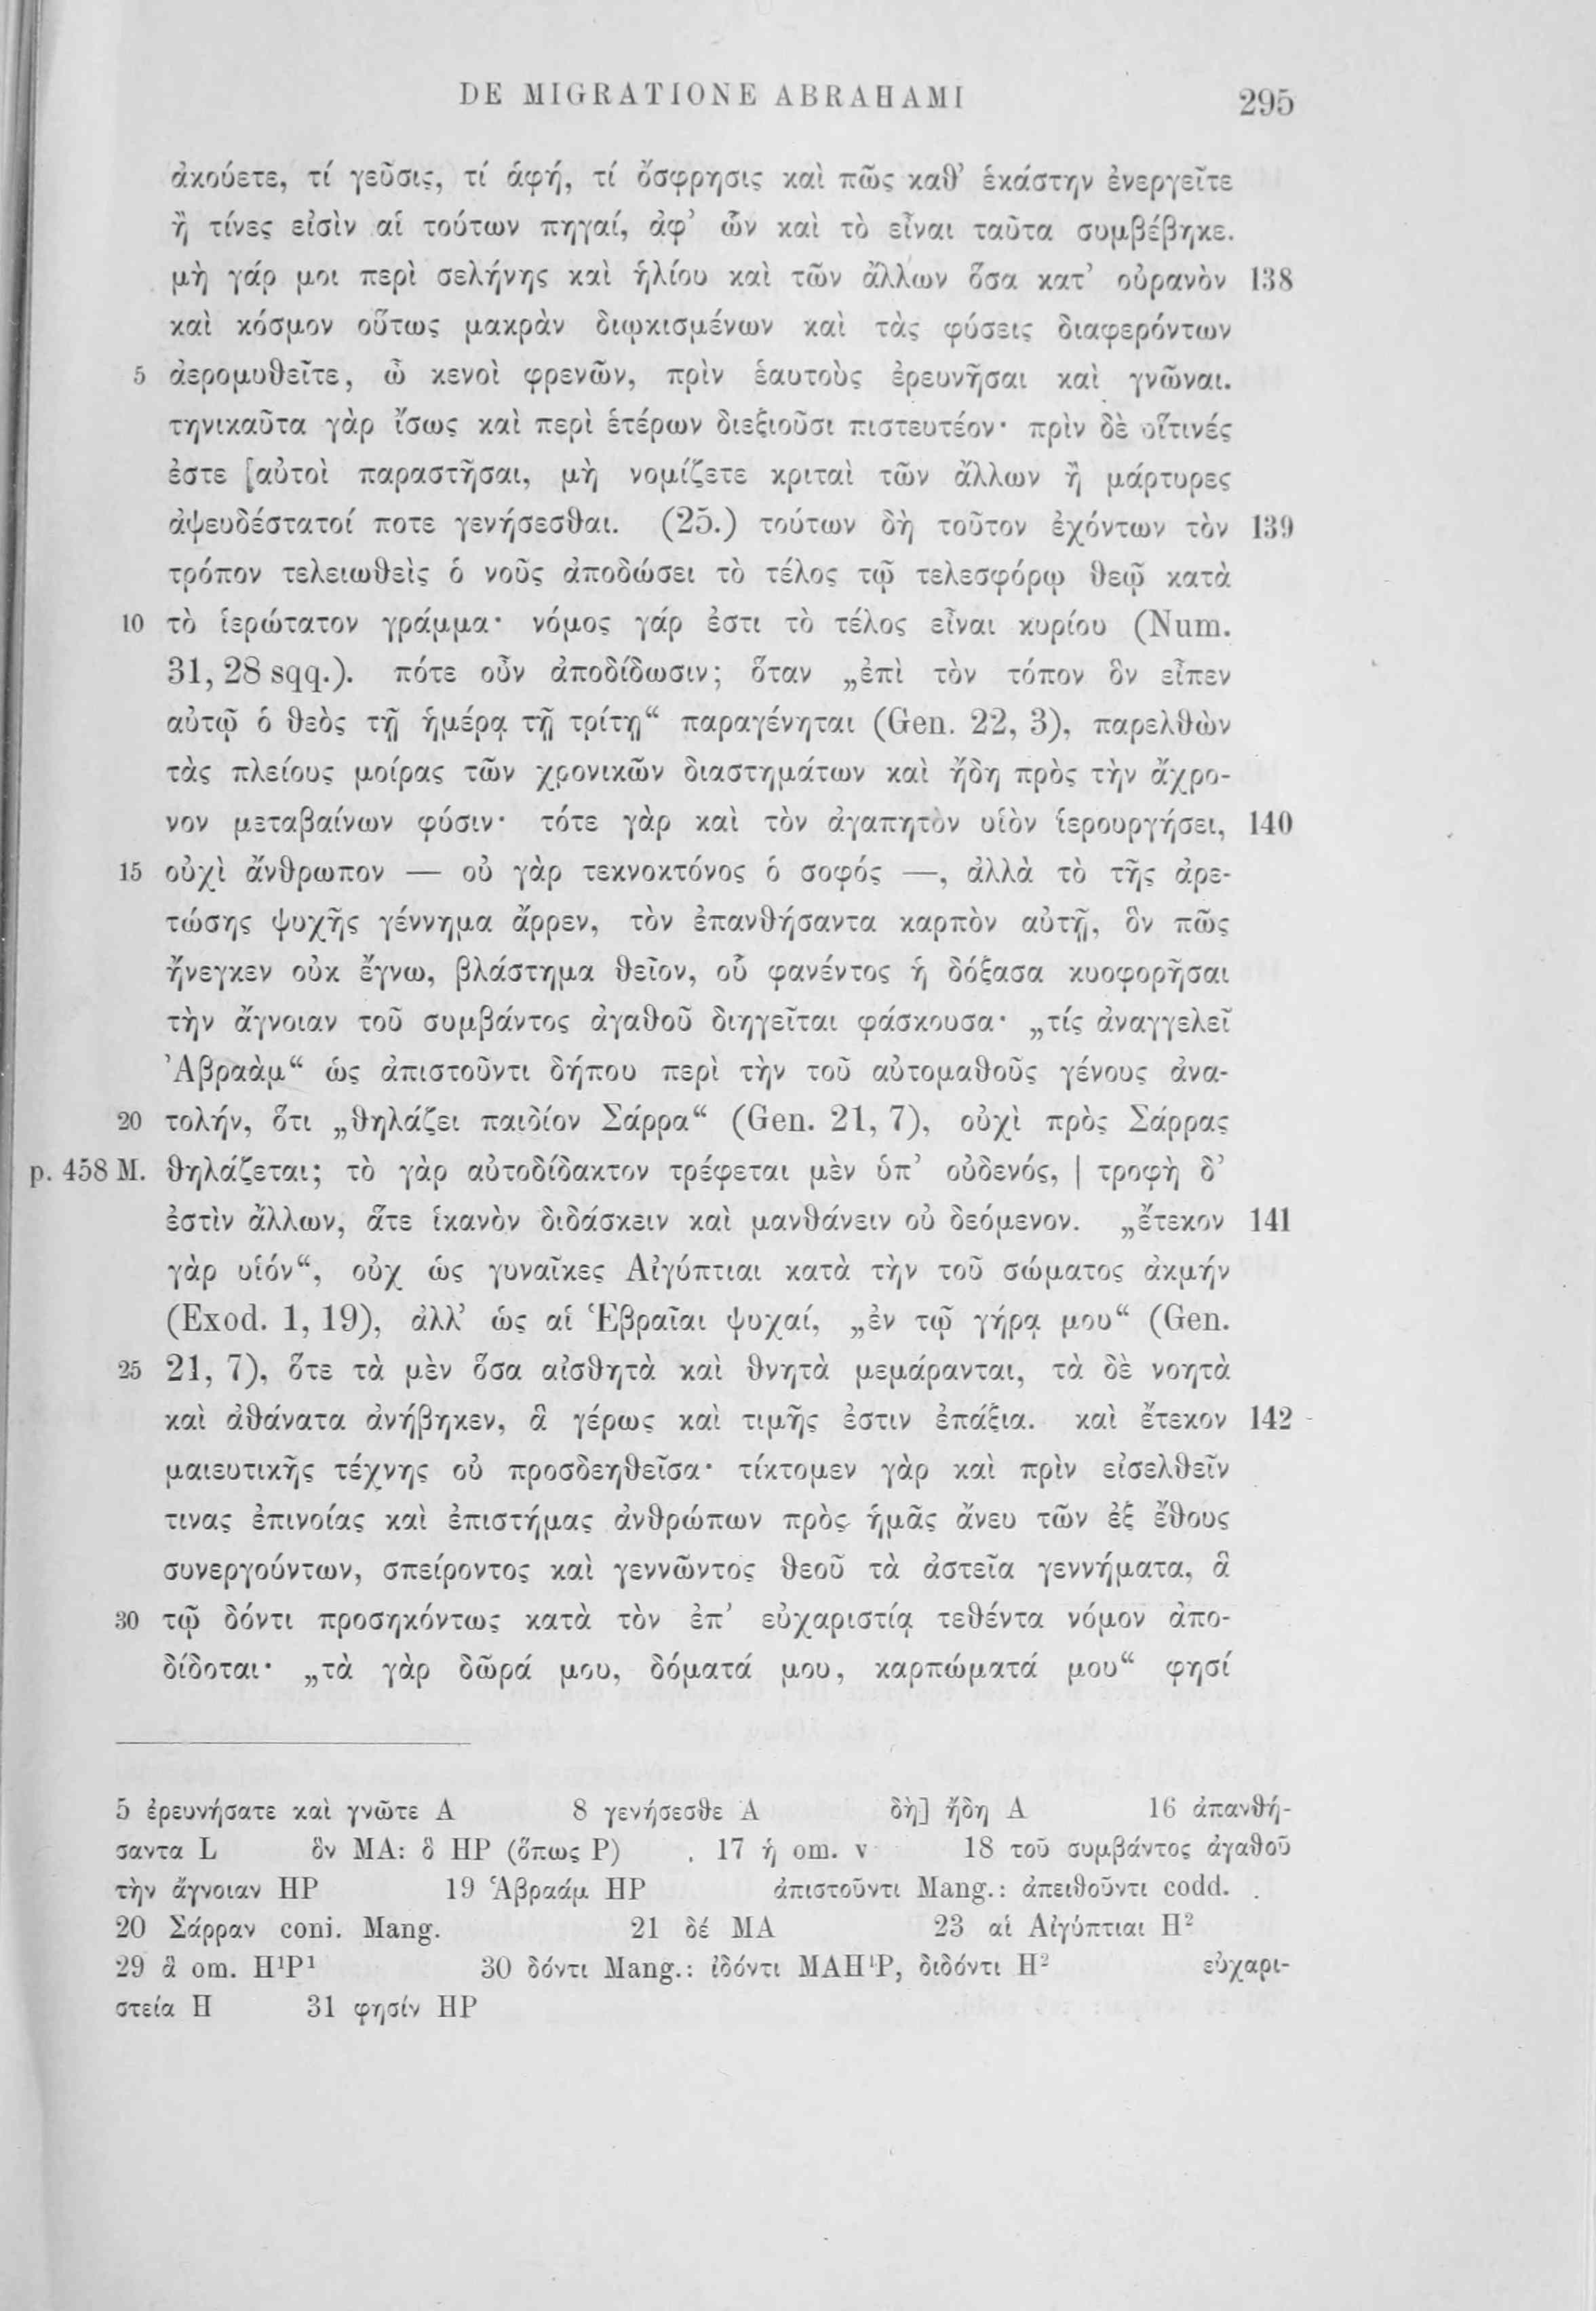 DE MIGRATIONE ABRAHAMI 295
ἀκούετε, τί γεῦσις, τί ἁφή, τί ὄσφρησις καὶ πῶς καθ’ ἑκάστην ἐνεργεῖτε
ἢ τίνες εἰσὶν αἱ τούτων πηγαί, ἀφ’ ὧν καὶ τὸ εἶναι ταῦτα συμβέβηκε.
μὴ γάρ μοι περὶ σελήνης καὶ ἡλίου καὶ τῶν ἄλλων ὅσα κατ’ οὐρανὸν 138
καὶ κόσμον οὕτως μακρὰν διῳκισμένων καὶ τὰς φύσεις διαφερόντων
5 ἀερομυθεῖτε, ὦ κενοὶ φρενῶν, πρὶν ἑαυτοὺς ἐρευνῆσαι καὶ γνῶναι.
τηνικαῦτα γὰρ ἴσως καὶ περὶ ἑτέρων διεξιοῦσι πιστευτέον· πρὶν δὲ οἵτινές
ἐστε [αὐτοὶ παραστῆσαι, μὴ νομίζετε κριταὶ τῶν ἄλλων ἢ μάρτυρες
ἀψευδέστατοί ποτε γενήσεσθαι. (25.) τούτων δὴ τοῦτον ἐχόντων τὸν 139
τρόπον τελειωθεὶς ὁ νοῦς ἀποδώσει τὸ τέλος τῷ τελεσφόρῳ θεῷ κατὰ
10 τὸ ἱερώτατον γράμμα· νόμος γάρ ἐστι τὸ τέλος εἶναι κυρίου (Num.
31, 28 sqq.). πότε οὖν ἀποδίδωσιν; ὅταν „ἐπὶ τὸν τόπον ὃν εἶπεν
αὐτῷ ὁ θεὸς τῇ ἡμέρᾳ τῇ τρίτῃ“ παραγένηται (Gen. 22, 3), παρελθὼν
τὰς πλείους μοίρας τῶν χρονικῶν διαστημάτων καὶ ἤδη πρὸς τὴν ἄχρο-
νον μεταβαίνων φύσιν· τότε γὰρ καὶ τὸν ἀγαπητὸν υἱὸν ἱερουργήσει, 140
15 οὐχὶ ἄνθρωπον — οὐ γὰρ τεκνοκτόνος ὁ σοφός —, ἀλλὰ τὸ τῆς ἀρε-
τώσης ψυχῆς γέννημα ἄρρεν, τὸν ἐπανθήσαντα καρπὸν αὐτῇ, ὃν πῶς
ἤνεγκεν οὐκ ἔγνω, βλάστημα θεῖον, οὗ φανέντος ἡ δόξασα κυοφορῆσαι
τὴν ἄγνοιαν τοῦ συμβάντος ἀγαθοῦ διηγεῖται φάσκουσα· „τίς ἀναγγελεῖ
Ἀβραὰμ“ ὡς ἀπιστοῦντι δήπου περὶ τὴν τοῦ αὐτομαθοῦς γένους ἀνα-
20 τολήν, ὅτι „θηλάζει παιδίον Σάρρα“ (Gen. 21, 7), οὐχὶ πρὸς Σάρρας
p. 458 M. θηλάζεται; τὸ γὰρ αὐτοδίδακτον τρέφεται μὲν ὑπ’ οὐδενός, | τροφὴ δ’
ἐστὶν ἄλλων, ἅτε ἱκανὸν διδάσκειν καὶ μανθάνειν οὐ δεόμενον. „ἔτεκον 141
γὰρ υἱόν“, οὐχ ὡς γυναῖκες Αἰγύπτιαι κατὰ τὴν τοῦ σώματος ἀκμήν
(Exod. 1, 19), ἀλλ’ ὡς αἱ Ἑβραῖαι ψυχαί, „ἐν τῷ γήρᾳ μου“ (Gen.
25 21, 7), ὅτε τὰ μὲν ὅσα αἰσθητὰ καὶ θνητὰ μεμάρανται, τὰ δὲ νοητὰ
καὶ ἀθάνατα ἀνήβηκεν, ἃ γέρως καὶ τιμῆς ἐστιν ἐπάξια. καὶ ἔτεκον 142
μαιευτικῆς τέχνης οὐ προσδεηθεῖσα· τίκτομεν γὰρ καὶ πρὶν εἰσελθεῖν
τινας ἐπινοίας καὶ ἐπιστήμας ἀνθρώπων πρὸς ἡμᾶς ἄνευ τῶν ἐξ ἔθους
συνεργούντων, σπείροντος καὶ γεννῶντος θεοῦ τὰ ἀστεῖα γεννήματα, ἃ
30 τῷ δόντι προσηκόντως κατὰ τὸν ἐπ’ εὐχαριστίᾳ τεθέντα νόμον ἀπο-
δίδοται· „τὰ γὰρ δῶρά μου, δόματά μου, καρπώματά μου“ φησί
5 ἐρευνήσατε καὶ γνῶτε A 8 γενήσεσθε A δὴ] ἤδη A 16 ἀπανθή-
σαντα L ὃν MA: ὃ HP (ὅπως P) 17 ἡ om. v 18 τοῦ συμβάντος ἀγαθοῦ
τὴν ἄγνοιαν HP 19 Ἁβραάμ HP ἀπιστοῦντι Mang.: ἀπειθοῦντι codd.
20 Σάρραν coni. Mang. 21 δέ MA 23 αἱ Αἰγύπτιαι H²
29 ἃ om. H¹P¹ 30 δόντι Mang.: ἰδόντι MAH¹P, διδόντι H² εὐχαρι-
στεία H 31 φησίν HP